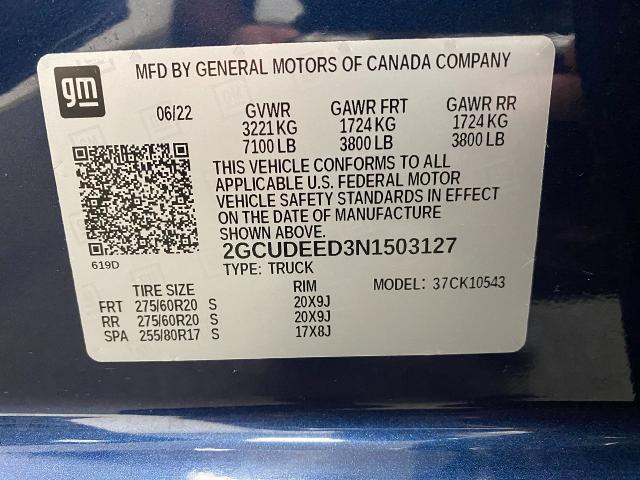 gm
MFD BY GENERAL MOTORS OF CANADA COMPANY
06/22 GVWR GAWR FRT GAWR RR
3221 KG 1724 KG 1724 KG
7100 LB 3800 LB 3800 LB
THIS VEHICLE CONFORMS TO ALL
APPLICABLE U.S. FEDERAL MOTOR
VEHICLE SAFETY STANDARDS IN EFFECT
ON THE DATE OF MANUFACTURE
SHOWN ABOVE.
2GCUDEED3N1503127
619D
TYPE: TRUCK
TIRE SIZE RIM MODEL: 37CK10543
FRT 275/60R20 S 20X9J
RR 275/60R20 S 20X9J
SPA 255/80R17 S 17X8J